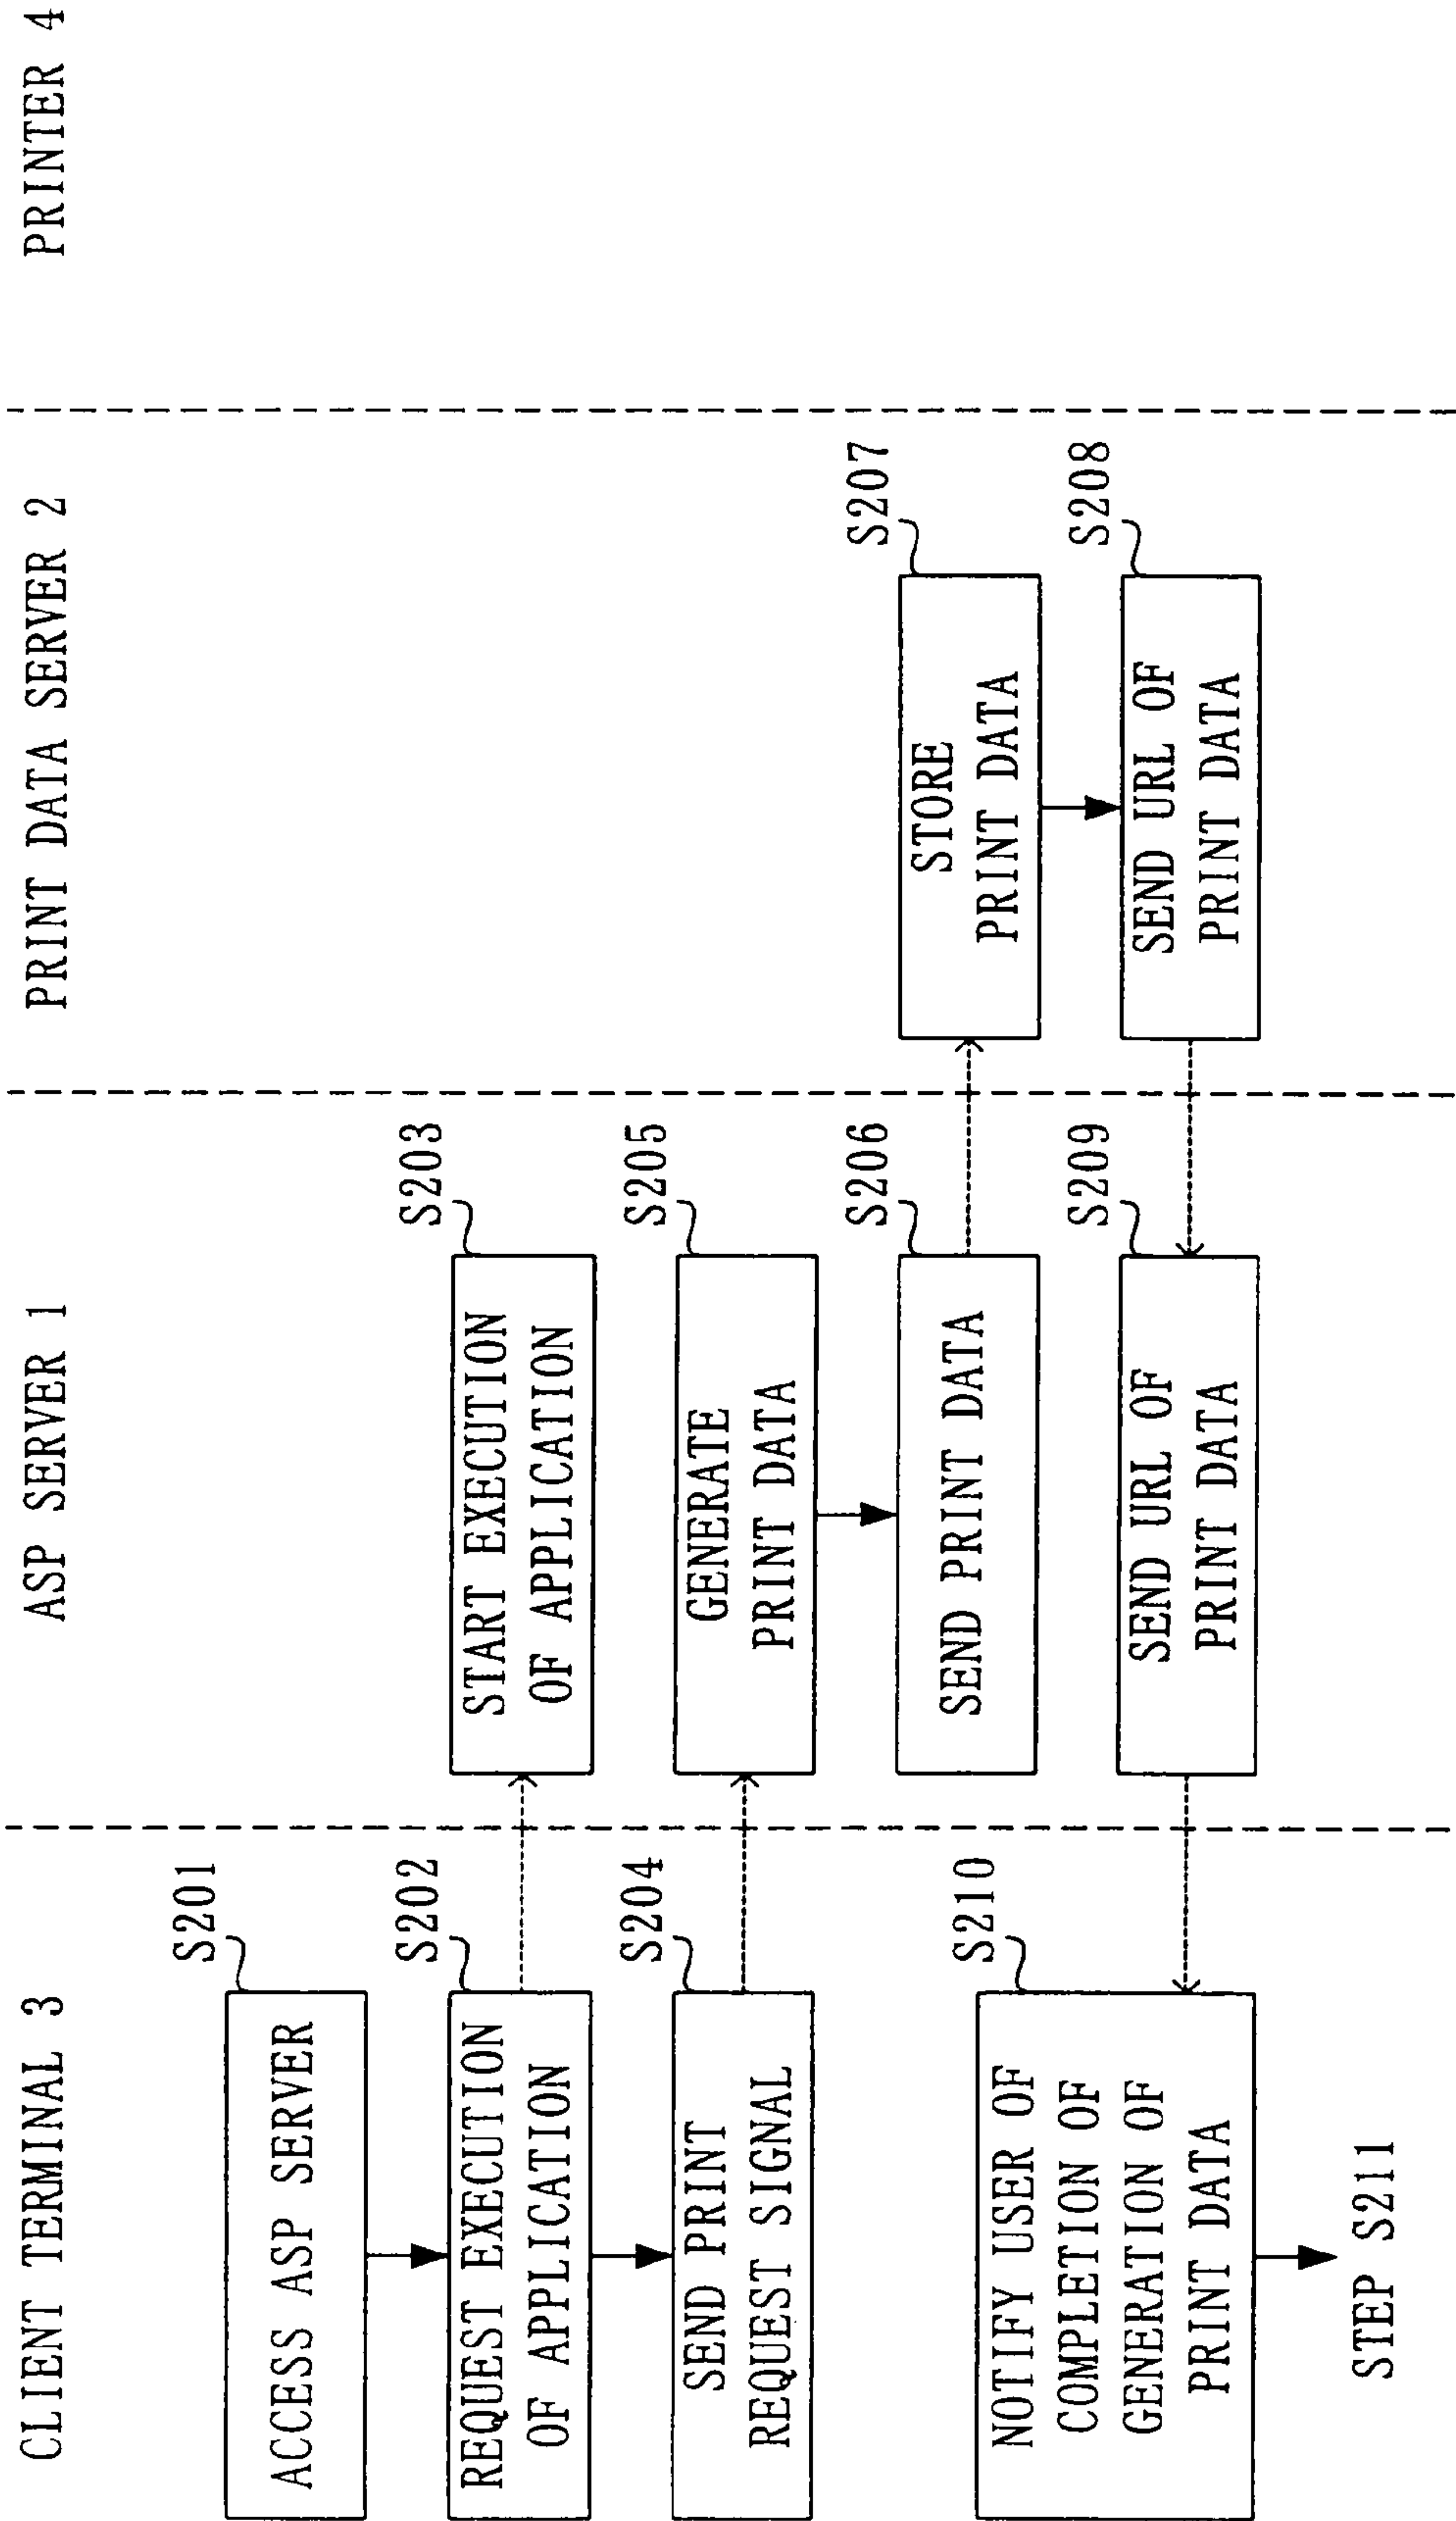 CLIENT TERMINAL 3
ASP SERVER 1
PRINT DATA SERVER 2
PRINTER 4
S201
ACCESS ASP SERVER
S202
REQUEST EXECUTION
OF APPLICATION
S203
START EXECUTION
OF APPLICATION
S204
SEND PRINT
REQUEST SIGNAL
S205
GENERATE
PRINT DATA
S206
SEND PRINT DATA
S207
STORE
PRINT DATA
S208
SEND URL OF
PRINT DATA
S209
SEND URL OF
PRINT DATA
S210
NOTIFY USER OF
COMPLETION OF
GENERATION OF
PRINT DATA
STEP S211